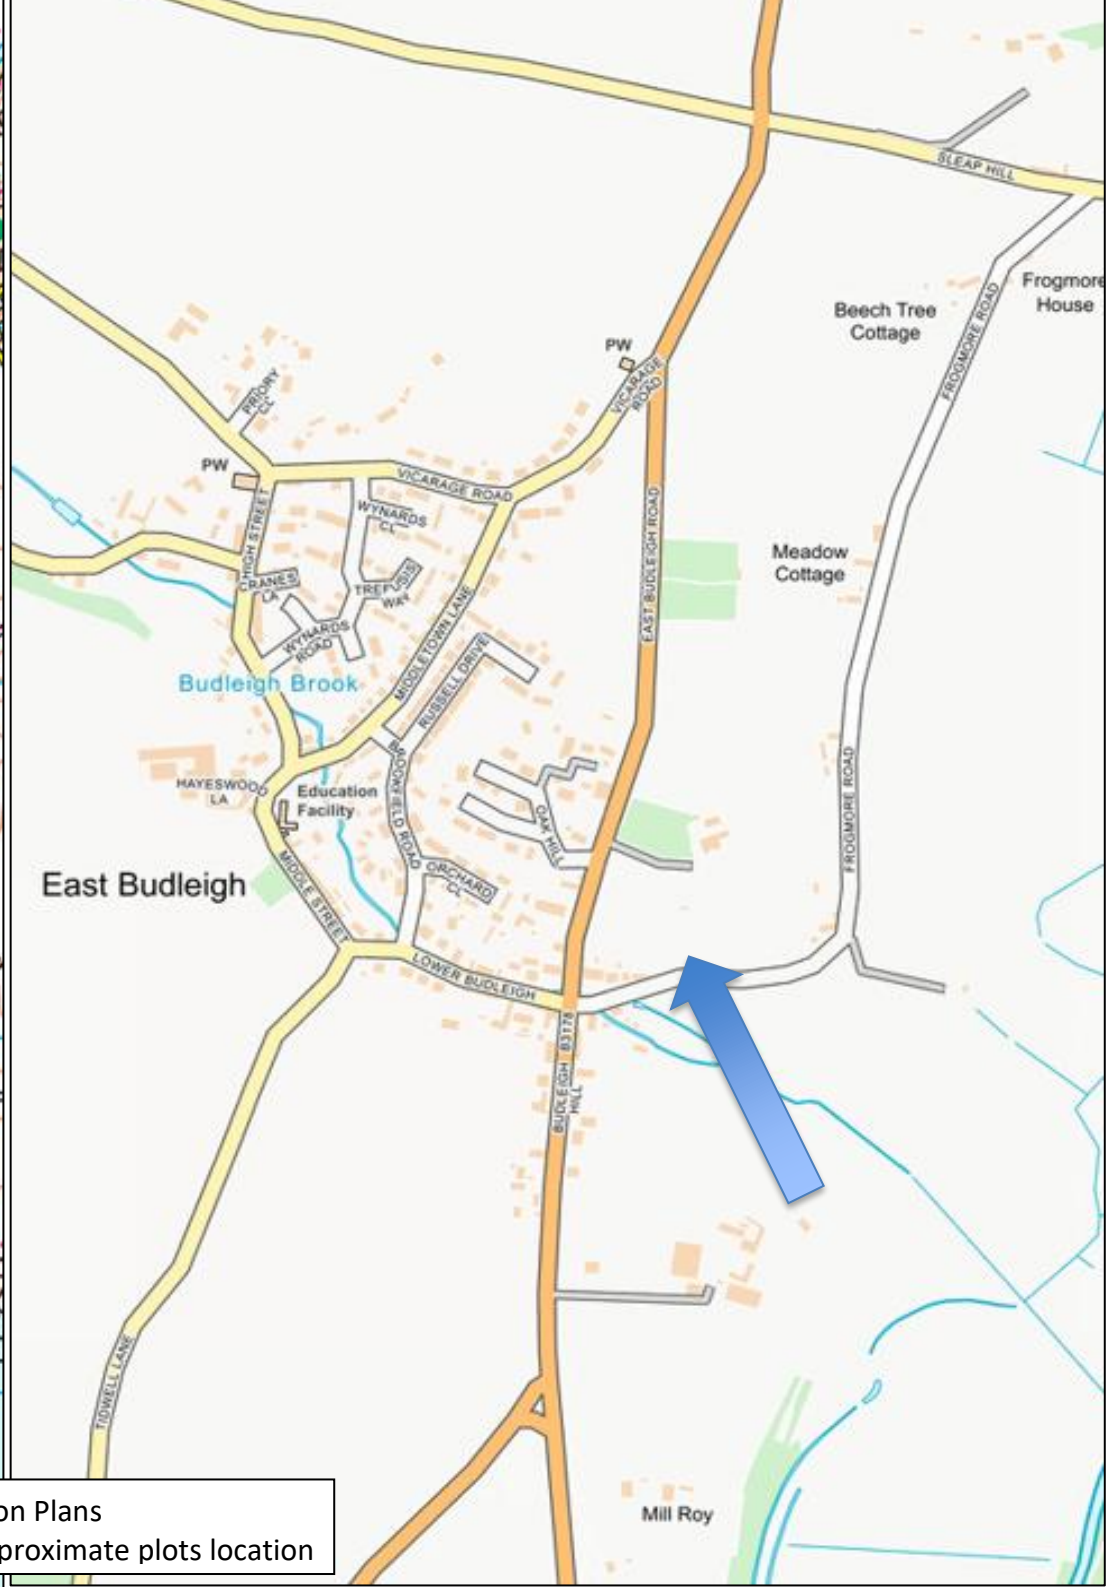 SLEAP HILL
Frogmore
House
Beech Tree
Cottage
FROGMORE ROAD
PW
VICARAGE
ROAD
PRIORY
CL
PW
VICARAGE ROAD
WYNARDS
CL
HIGH STREET
EAST BUDLEIGH ROAD
Meadow
Cottage
CRANES
LA
TREFUSIS
WAY
WYNARDS
ROAD
MIDDLETOWN LANE
RUSSELL DRIVE
Budleigh Brook
BROOKFIELD ROAD
HAYESWOOD
LA
Education
Facility
OAK HILL
FROGMORE ROAD
MIDDLE STREET
ORCHARD
CL
East Budleigh
LOWER BUDLEIGH
BUDLEIGH B3178
HILL
TIDWELL LANE
Mill Roy
on Plans
proximate plots location